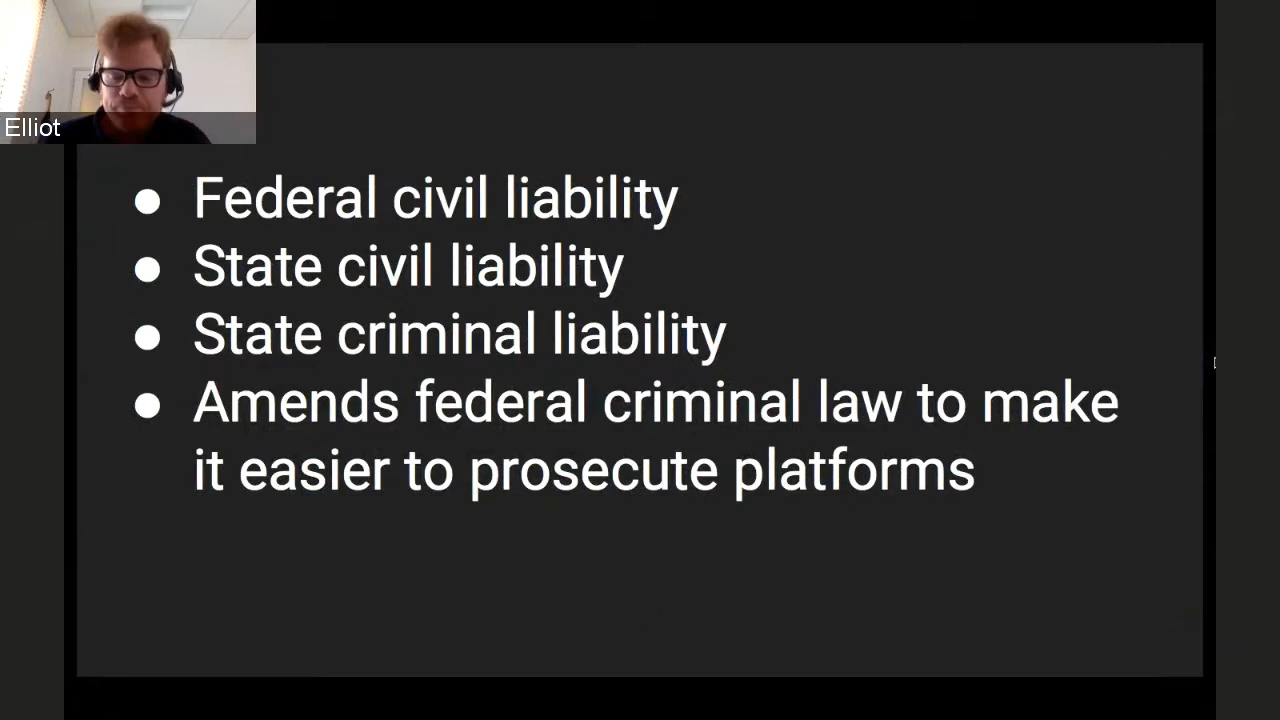 Elliot
● Federal civil liability
● State civil liability
● State criminal liability
● Amends federal criminal law to make
it easier to prosecute platforms